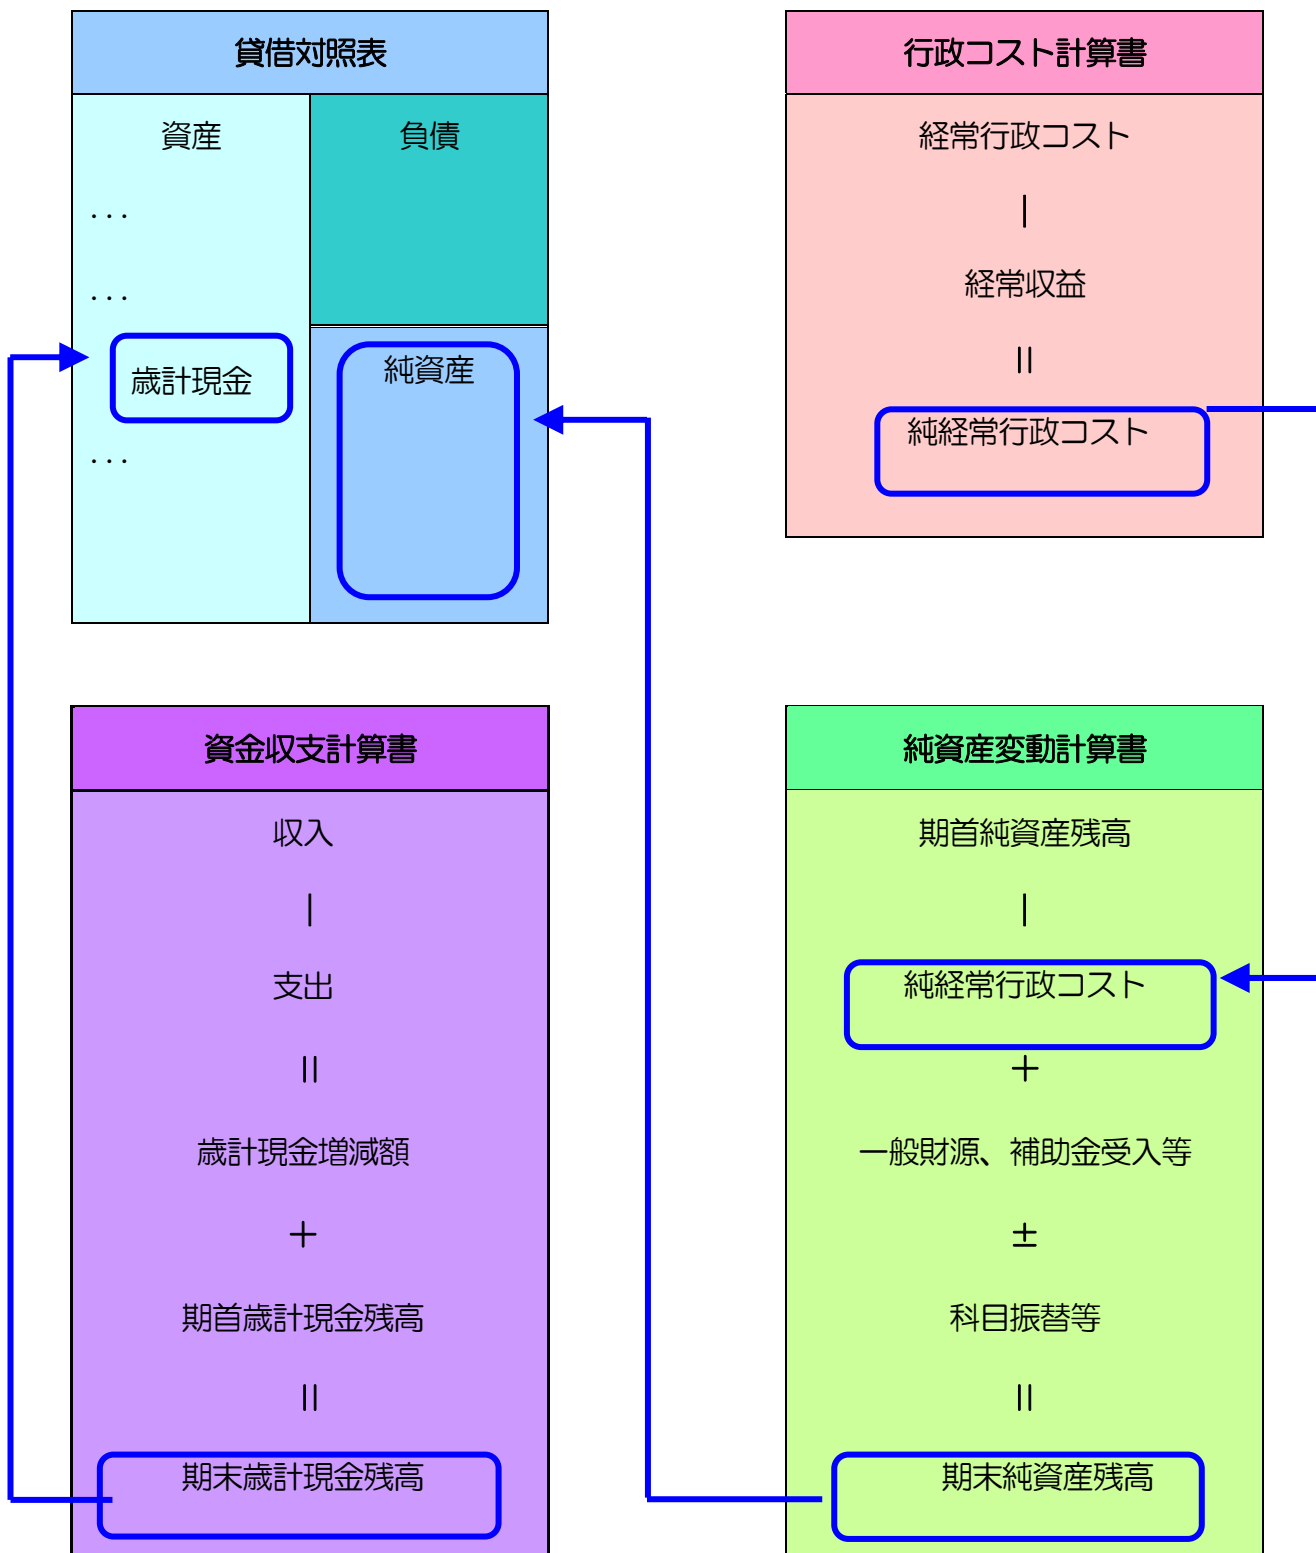 貸借対照表
資産
負債
...
...
歳計現金
純資産
...
行政コスト計算書
経常行政コスト
－
経常収益
＝
純経常行政コスト
資金収支計算書
収入
－
支出
＝
歳計現金増減額
＋
期首歳計現金残高
＝
期末歳計現金残高
純資産変動計算書
期首純資産残高
－
純経常行政コスト
＋
一般財源、補助金受入等
±
科目振替等
＝
期末純資産残高